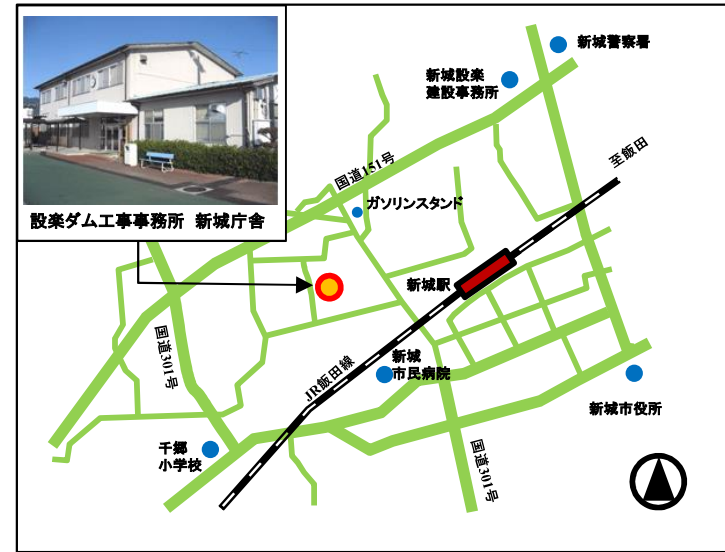 新城警察署
新城設楽
建設事務所
至飯田
国道151号
ガソリンスタンド
設楽ダム工事事務所 新城庁舎
新城駅
国道301号
JR飯田線
新城
市民病院
新城市役所
千郷
小学校
国道301号